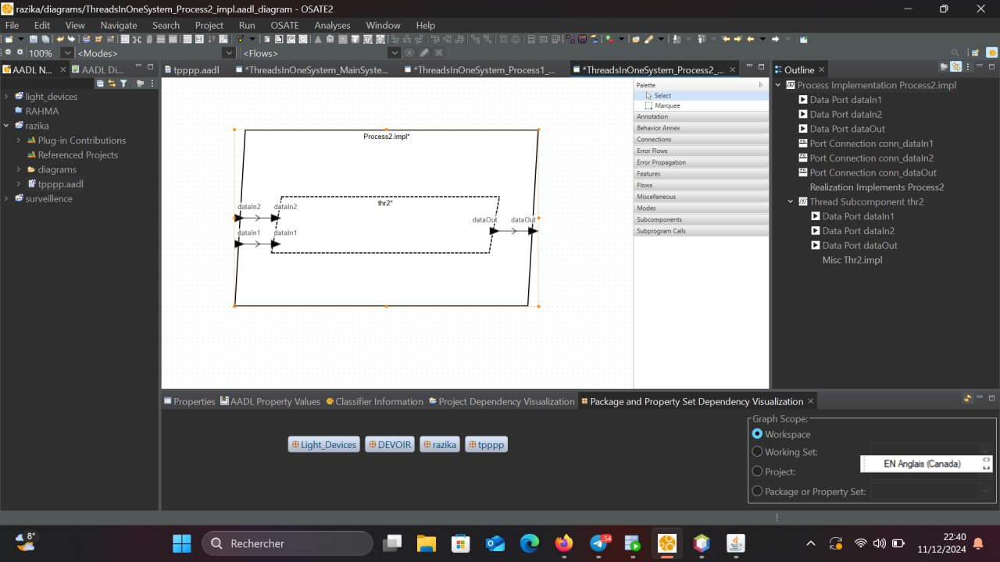 razika/diagrams/ThreadsInOneSystem_Process2_impl.aadl_diagram - OSATE2
File Edit View Navigate Search Project Run OSATE Analyses Window Help
100% <Modes> <Flows>
AADL N... AADL Di...
light_devices
RAHMA
razika
Plug-in Contributions
Referenced Projects
diagrams
tpppp.aadl
surveillence
tpppp.aadl *ThreadsInOneSystem_MainSyste... *ThreadsInOneSystem_Process1_... *ThreadsInOneSystem_Process2_...
Process2.impl*
thr2*
dataIn2 dataIn2
dataOut dataOut
dataIn1 dataIn1
Palette
Select
Marquee
Annotation
Behavior Annex
Connections
Error Flows
Error Propagation
Features
Flows
Miscellaneous
Modes
Subcomponents
Subprogram Calls
Outline
Process Implementation Process2.impl
Data Port dataIn1
Data Port dataIn2
Data Port dataOut
Port Connection conn_dataIn1
Port Connection conn_dataIn2
Port Connection conn_dataOut
Realization Implements Process2
Thread Subcomponent thr2
Data Port dataIn1
Data Port dataIn2
Data Port dataOut
Misc Thr2.impl
Properties AADL Property Values Classifier Information Project Dependency Visualization Package and Property Set Dependency Visualization
Light_Devices DEVOIR razika tpppp
Graph Scope:
Workspace
Working Set:
Project:
Package or Property Set:
EN Anglais (Canada)
8°
Rechercher
54
22:40
11/12/2024